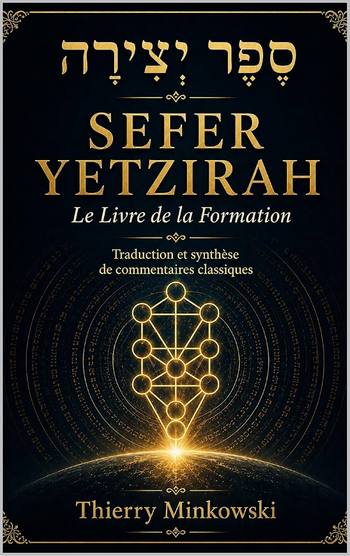 סֵפֶר יְצִירָה
SEFER
YETZIRAH
Le Livre de la Formation
Traduction et synthèse
de commentaires classiques
Thierry Minkowski